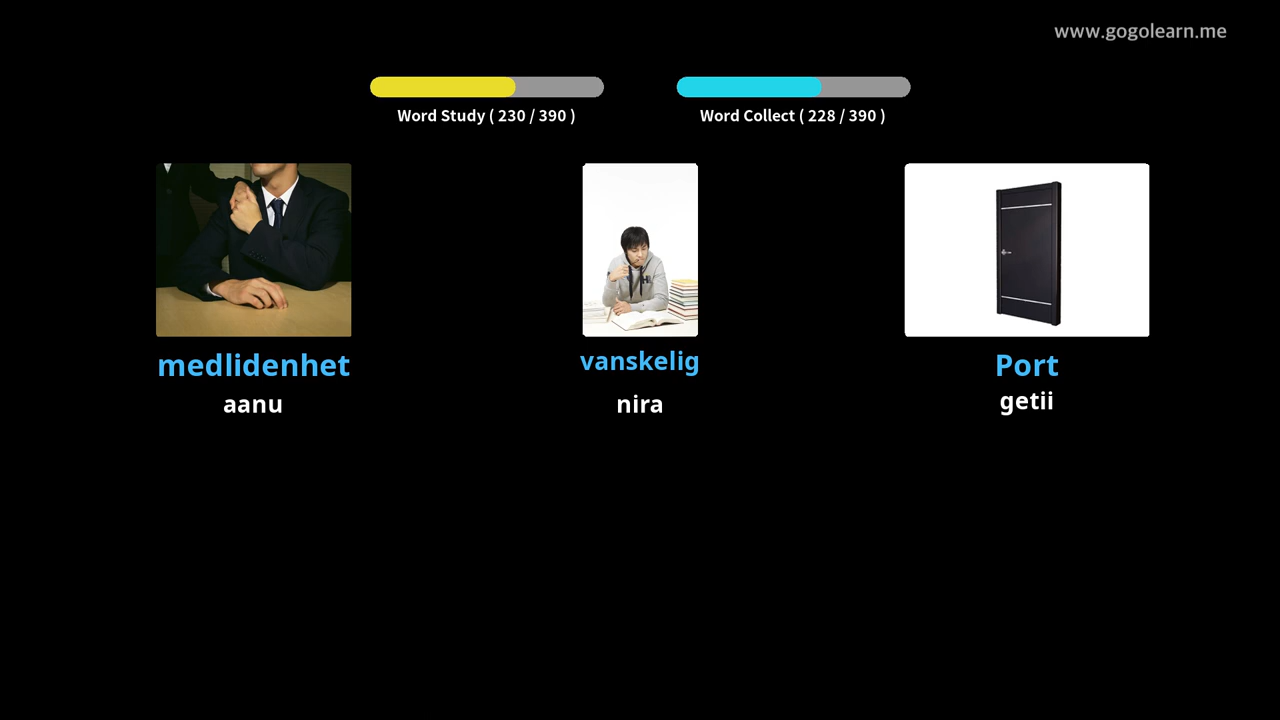 www.gogolearn.me
Word Study ( 230 / 390 )
Word Collect ( 228 / 390 )
medlidenhet
aanu
vanskelig
nira
Port
getii